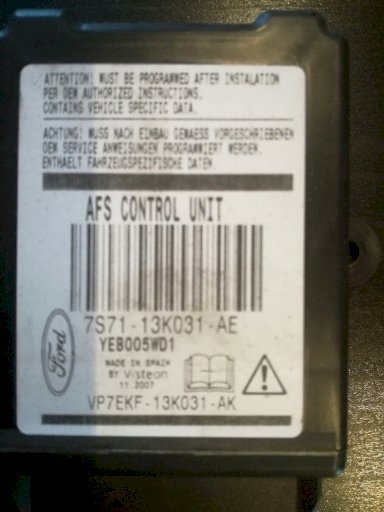 ATTENTION! MUST BE PROGRAMMED AFTER INSTALATION
PER OEM AUTHORIZED INSTRUCTIONS.
CONTAINS VEHICLE SPECIFIC DATA.
ACHTUNG! MUSS NACH EINBAU GEMAESS VORGESCHRIEBENEN
OEM SERVICE ANWEISUNGEN PROGRAMMIERT WERDEN.
ENTHAELT FAHRZEUGSPEZIFISCHE DATEN.
AFS CONTROL UNIT
7S71-13K031-AE
YEB005WD1
Ford
MADE IN SPAIN
BY Visteon
11.2007
VP7EKF-13K031-AK